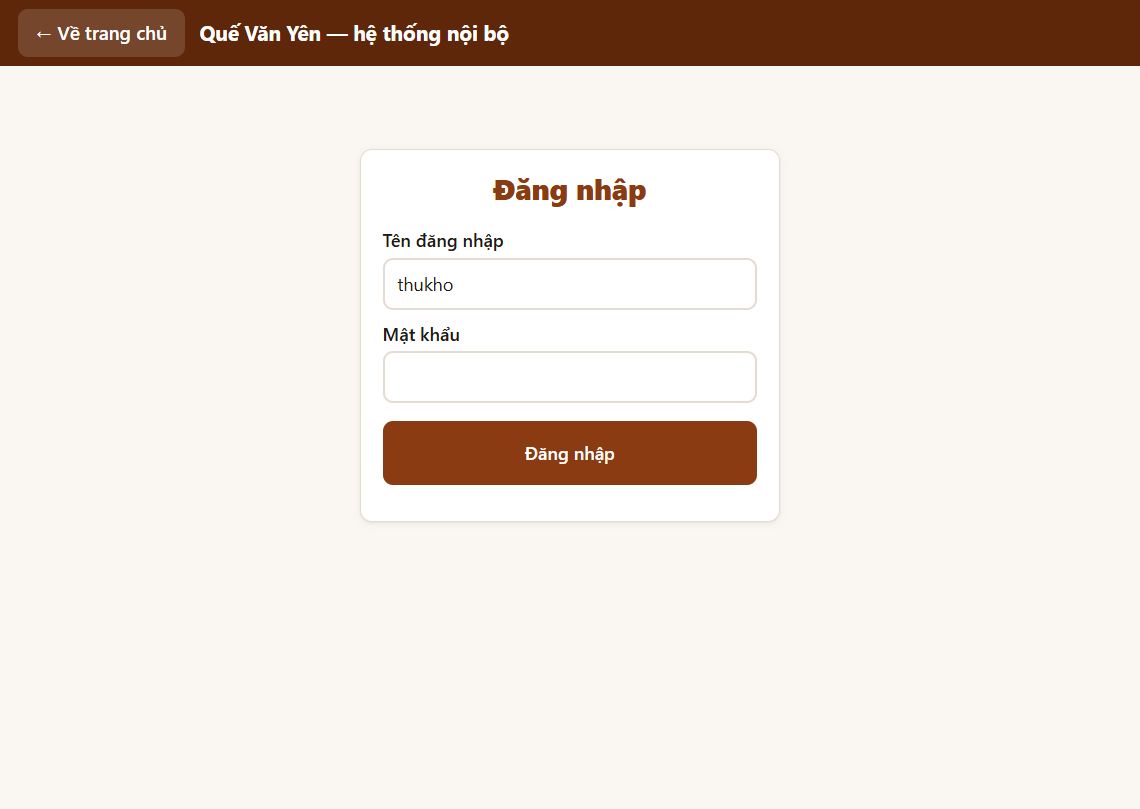 ← Về trang chủ Quế Văn Yên — hệ thống nội bộ
Đăng nhập
Tên đăng nhập
thukho
Mật khẩu
Đăng nhập